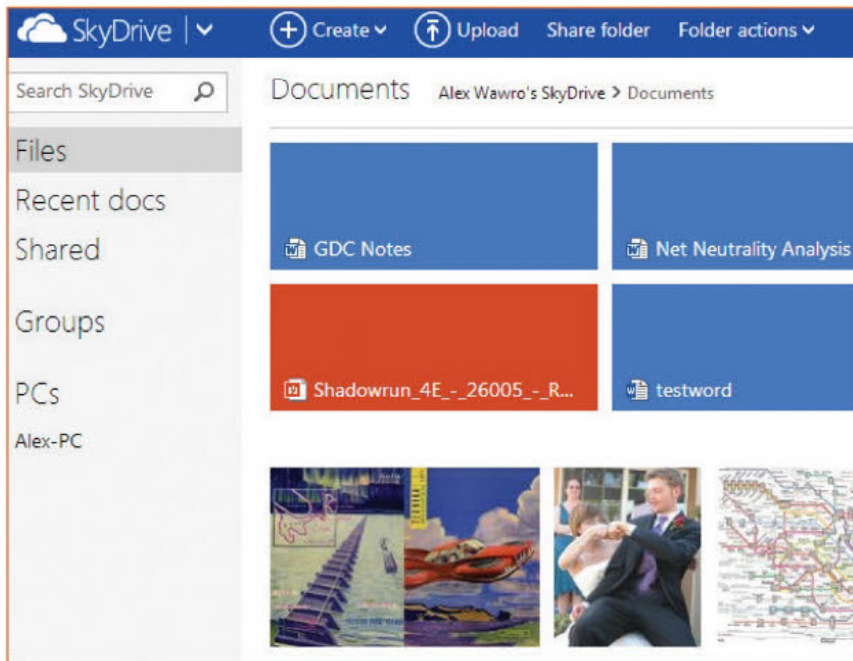 SkyDrive
Create
Upload
Share folder
Folder actions
Search SkyDrive
Documents
Alex Wawro's SkyDrive > Documents
Files
Recent docs
Shared
Groups
PCs
Alex-PC
GDC Notes
Net Neutrality Analysis
Shadowrun_4E_-_26005_-_R...
testword